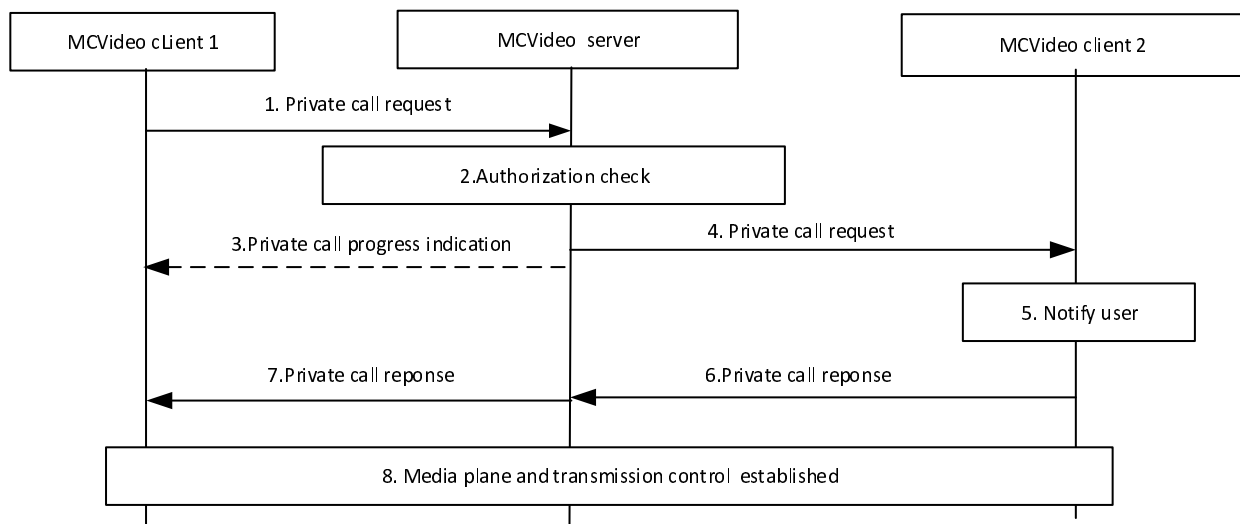 MCVideo cLient 1
MCVideo server
MCVideo client 2
1. Private call request
2.Authorization check
3.Private call progress indication
4. Private call request
5. Notify user
7.Private call reponse
6.Private call reponse
8. Media plane and transmission control established